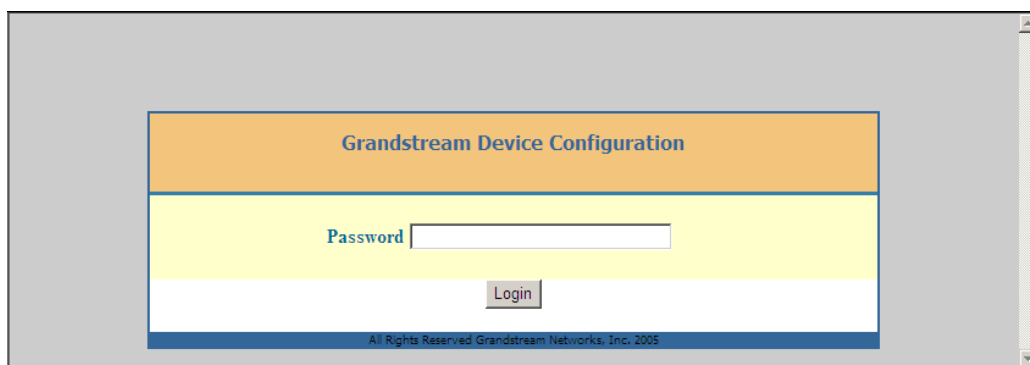 Grandstream Device Configuration
Password
Login
All Rights Reserved Grandstream Networks, Inc. 2005